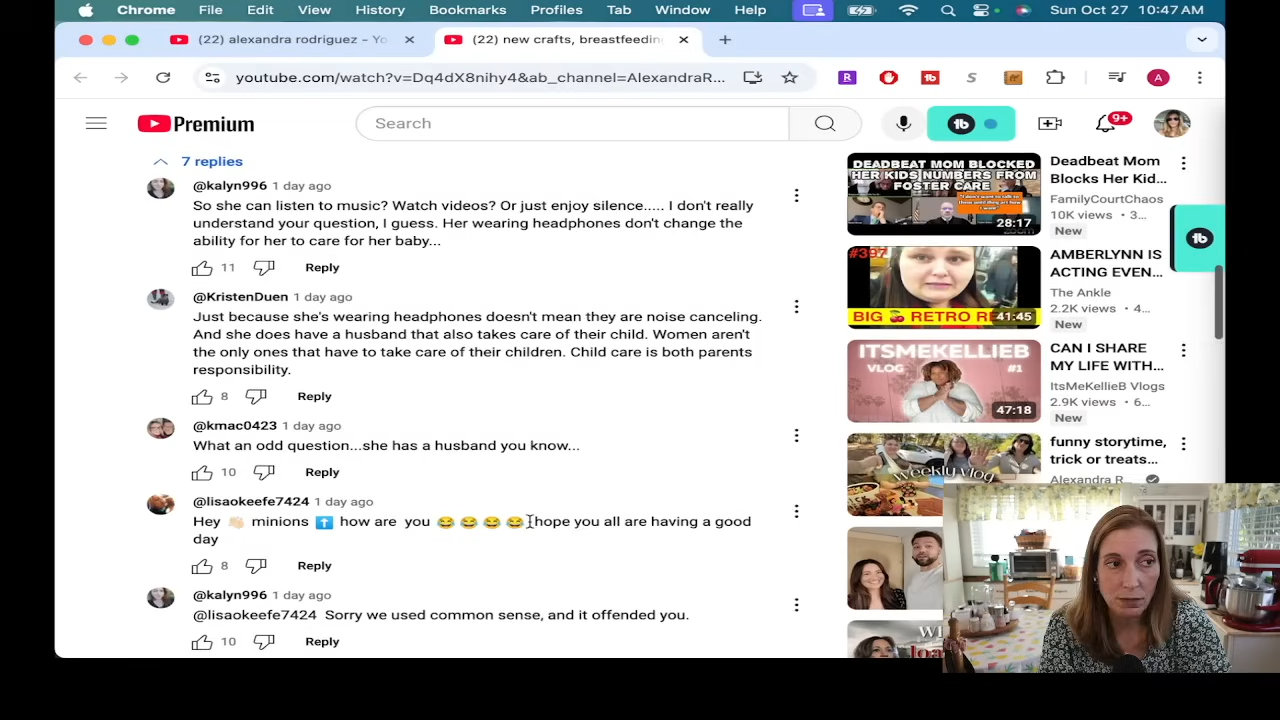 Chrome File Edit View History Bookmarks Profiles Tab Window Help Sun Oct 27 10:47 AM
(22) alexandra rodriguez - Yo
(22) new crafts, breastfeeding
youtube.com/watch?v=Dq4dX8nihy4&ab_channel=AlexandraR...
Premium
Search
9+
7 replies
@kalyn996 1 day ago
So she can listen to music? Watch videos? Or just enjoy silence..... I don't really
understand your question, I guess. Her wearing headphones don't change the
ability for her to care for her baby...
11 Reply
@KristenDuen 1 day ago
Just because she's wearing headphones doesn't mean they are noise canceling.
And she does have a husband that also takes care of their child. Women aren't
the only ones that have to take care of their children. Child care is both parents
responsibility.
8 Reply
@kmac0423 1 day ago
What an odd question...she has a husband you know...
10 Reply
@lisaokeefe7424 1 day ago
Hey 👋🏻 minions ⬆️ how are you 😂😂😂😂 hope you all are having a good
day
8 Reply
@kalyn996 1 day ago
@lisaokeefe7424 Sorry we used common sense, and it offended you.
10 Reply
DEADBEAT MOM BLOCKED
HER KIDS NUMBERS FROM
FOSTER CARE
28:17
Deadbeat Mom
Blocks Her Kid...
FamilyCourtChaos
10K views • 3...
New
#397
BIG 🍒 RETRO RE
41:45
AMBERLYNN IS
ACTING EVEN...
The Ankle
2.2K views • 4...
New
ITSMEKELLIEB
VLOG #1
47:18
CAN I SHARE
MY LIFE WITH...
ItsMeKellieB Vlogs
2.9K views • 6...
New
weekly vlog
funny storytime,
trick or treats...
Alexandra R...